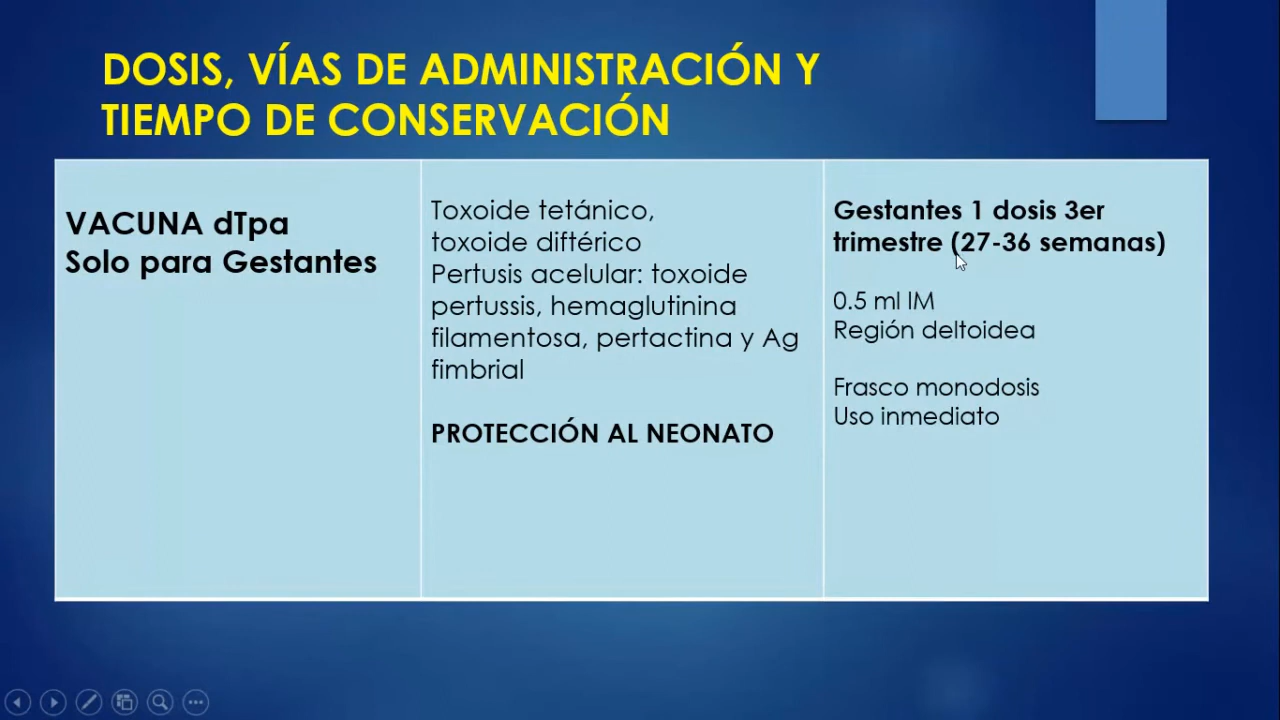 DOSIS, VÍAS DE ADMINISTRACIÓN Y
TIEMPO DE CONSERVACIÓN
VACUNA dTpa
Solo para Gestantes
Toxoide tetánico,
toxoide diftérico
Pertusis acelular: toxoide
pertussis, hemaglutinina
filamentosa, pertactina y Ag
fimbrial
PROTECCIÓN AL NEONATO
Gestantes 1 dosis 3er
trimestre (27-36 semanas)
0.5 ml IM
Región deltoidea
Frasco monodosis
Uso inmediato